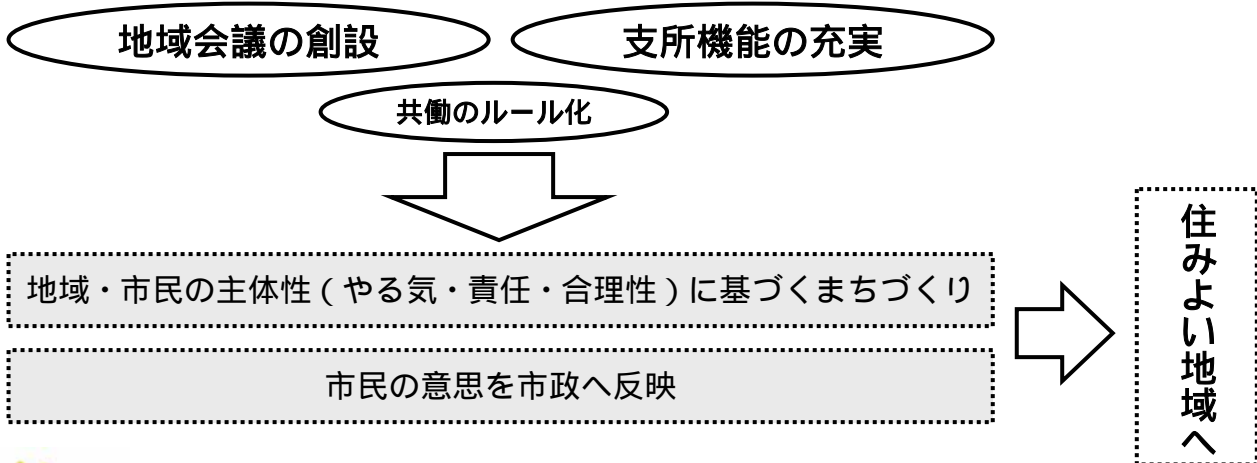 地域会議の創設
支所機能の充実
共働のルール化
地域・市民の主体性（やる気・責任・合理性）に基づくまちづくり
市民の意思を市政へ反映
住みよい地域へ